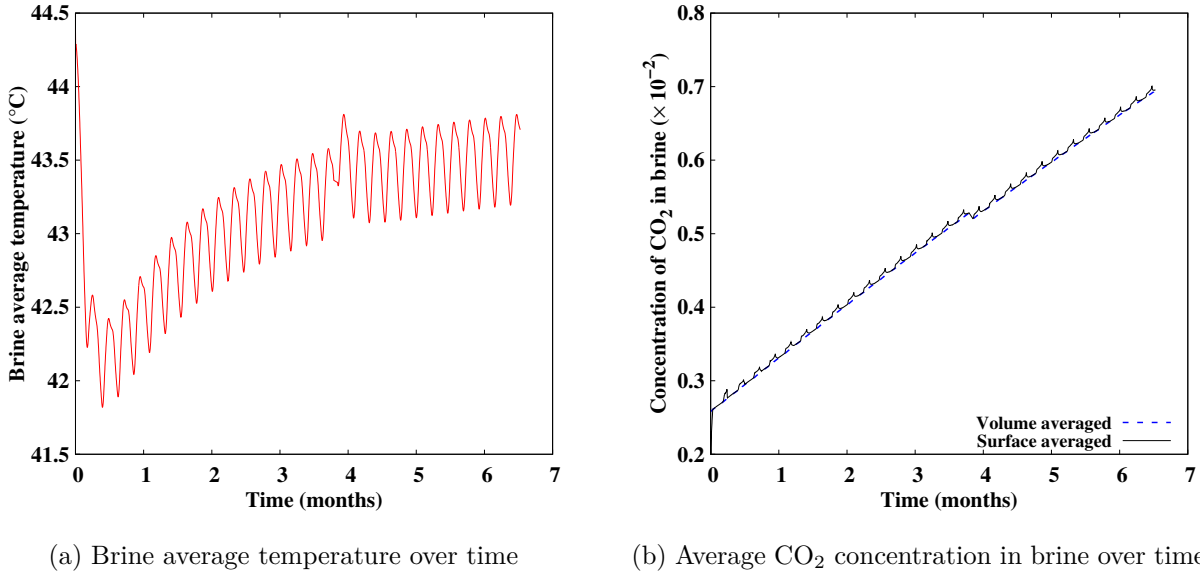 44.5
44
43.5
43
42.5
42
41.5
0 1 2 3 4 5 6 7
Brine average temperature (°C)
Time (months)
(a) Brine average temperature over time
0.8
0.7
0.6
0.5
0.4
0.3
0.2
0 1 2 3 4 5 6 7
Concentration of CO₂ in brine (× 10⁻²)
Time (months)
Volume averaged
Surface averaged
(b) Average CO₂ concentration in brine over time